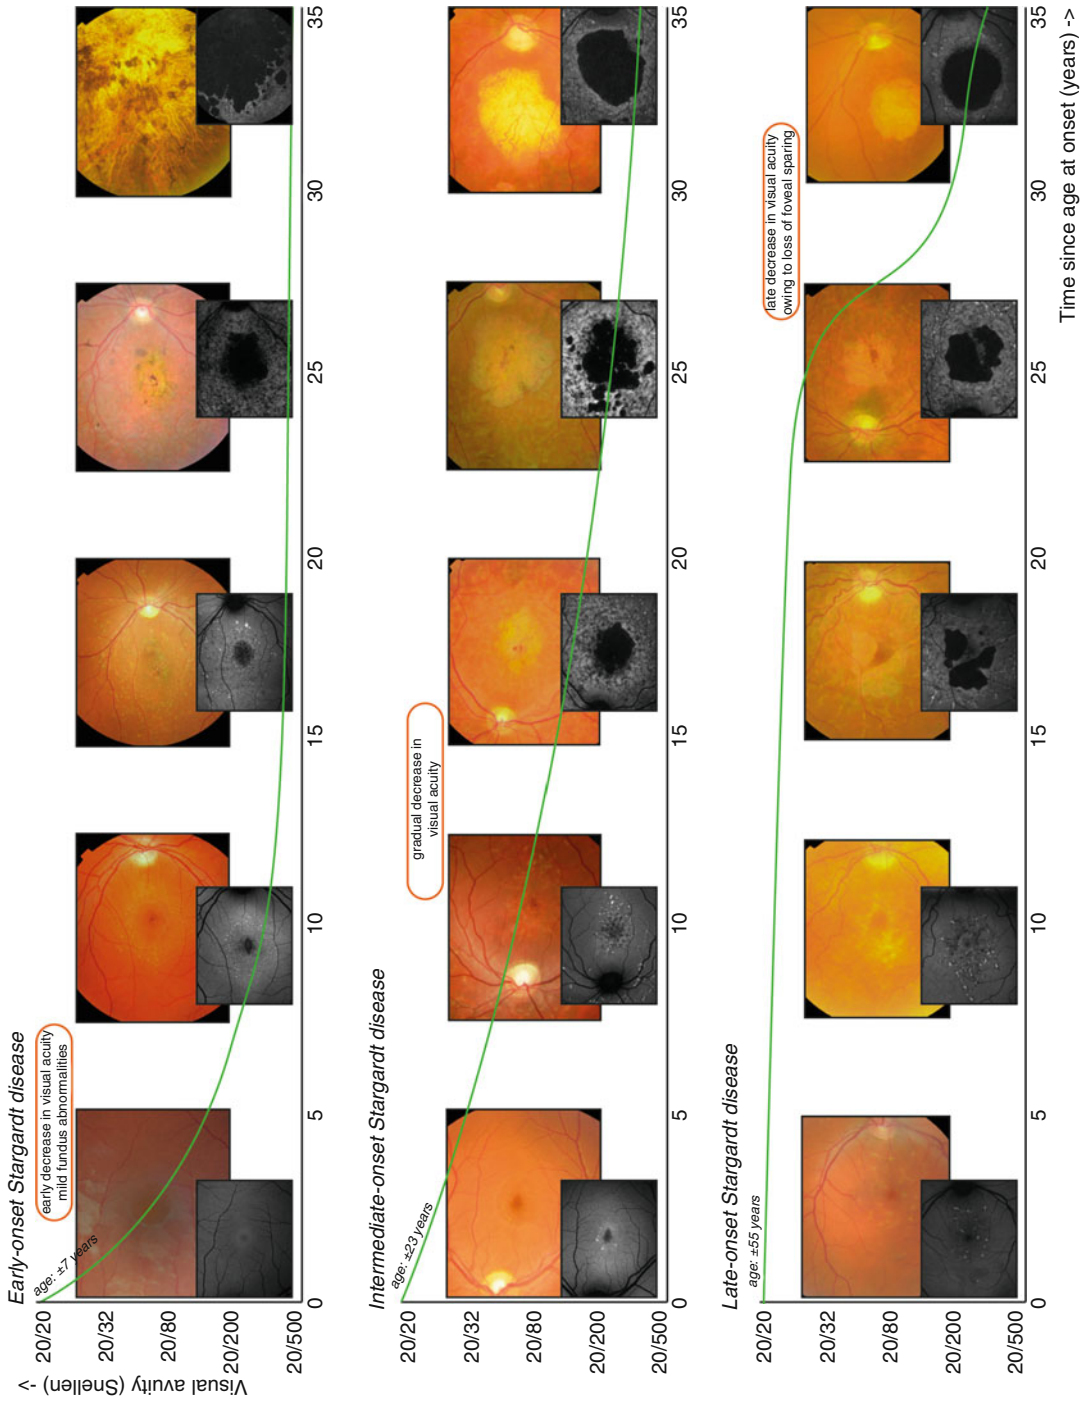 Early-onset Stargardt disease
early decrease in visual acuity
mild fundus abnormalities
age: ±7 years
20/20
20/32
20/80
20/200
20/500
0
5
10
15
20
25
30
35
Visual avuity (Snellen) ->
Intermediate-onset Stargardt disease
gradual decrease in
visual acuity
age: ±23 years
20/20
20/32
20/80
20/200
20/500
0
5
10
15
20
25
30
35
Late-onset Stargardt disease
late decrease in visual acuity
owing to loss of foveal sparing
age: ±55 years
20/20
20/32
20/80
20/200
20/500
0
5
10
15
20
25
30
35
Time since age at onset (years) ->